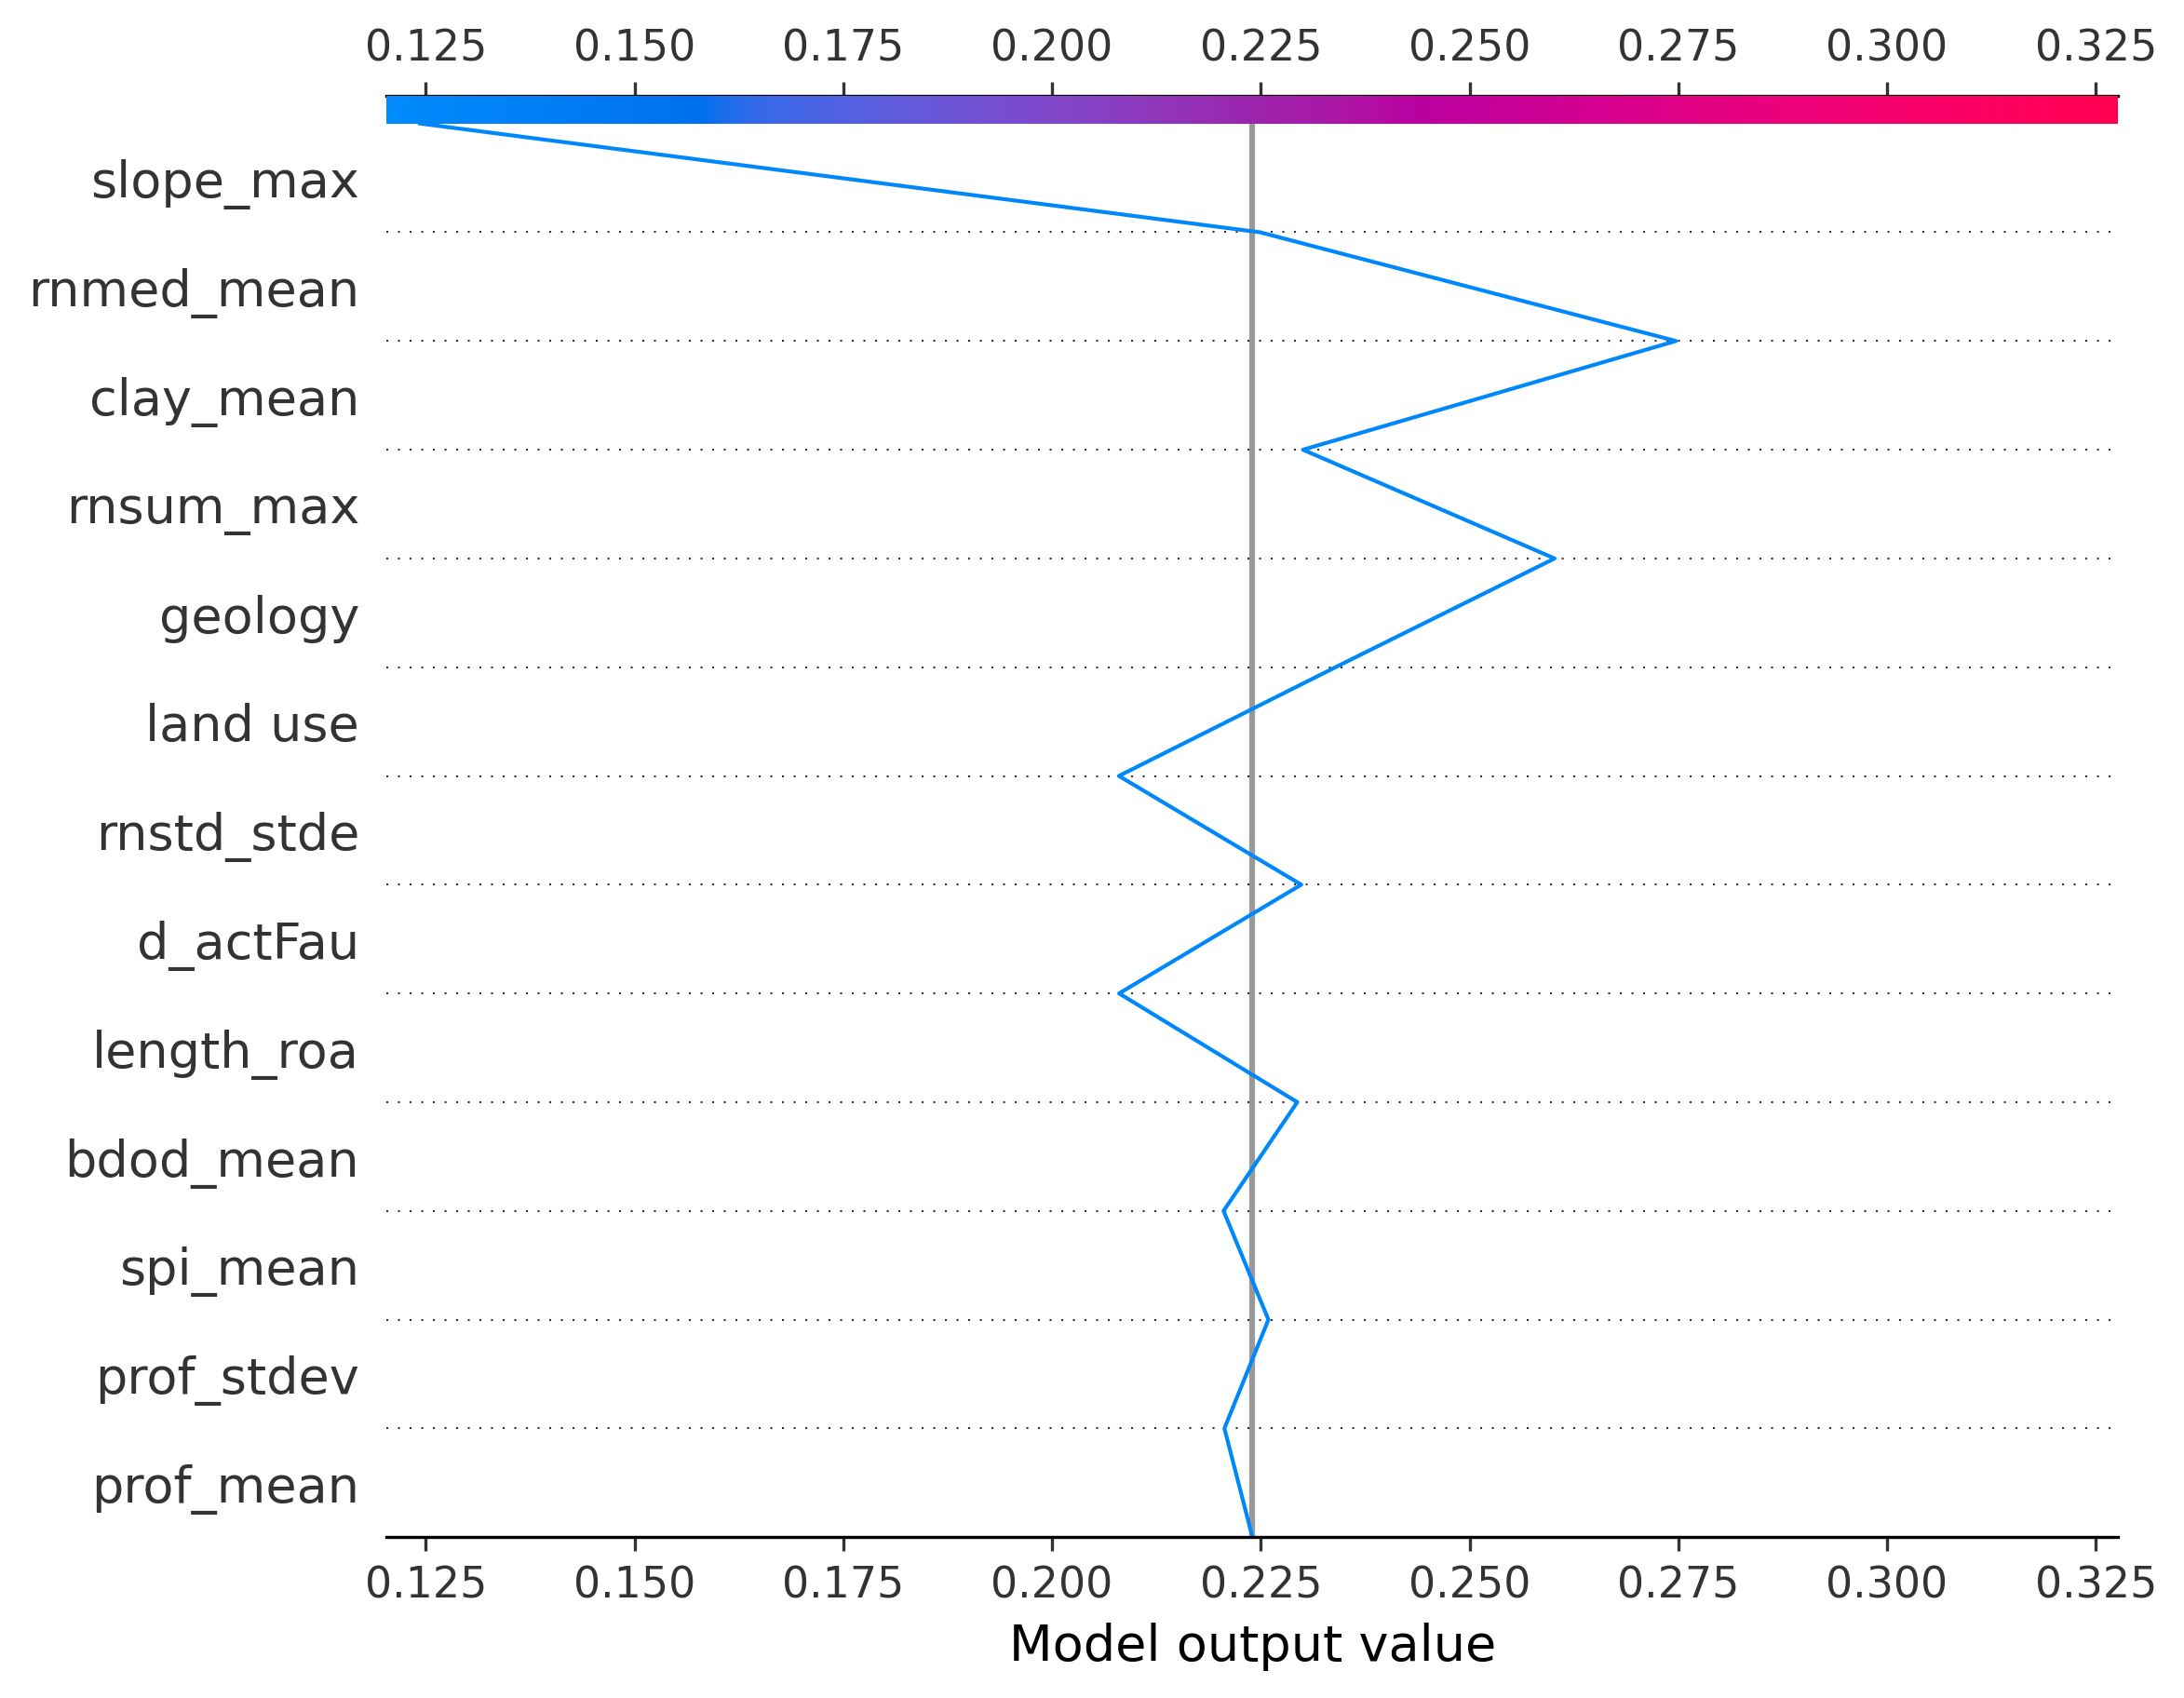 0.125 0.150 0.175 0.200 0.225 0.250 0.275 0.300 0.325
slope_max
rnmed_mean
clay_mean
rnsum_max
geology
land use
rnstd_stde
d_actFau
length_roa
bdod_mean
spi_mean
prof_stdev
prof_mean
0.125 0.150 0.175 0.200 0.225 0.250 0.275 0.300 0.325
Model output value